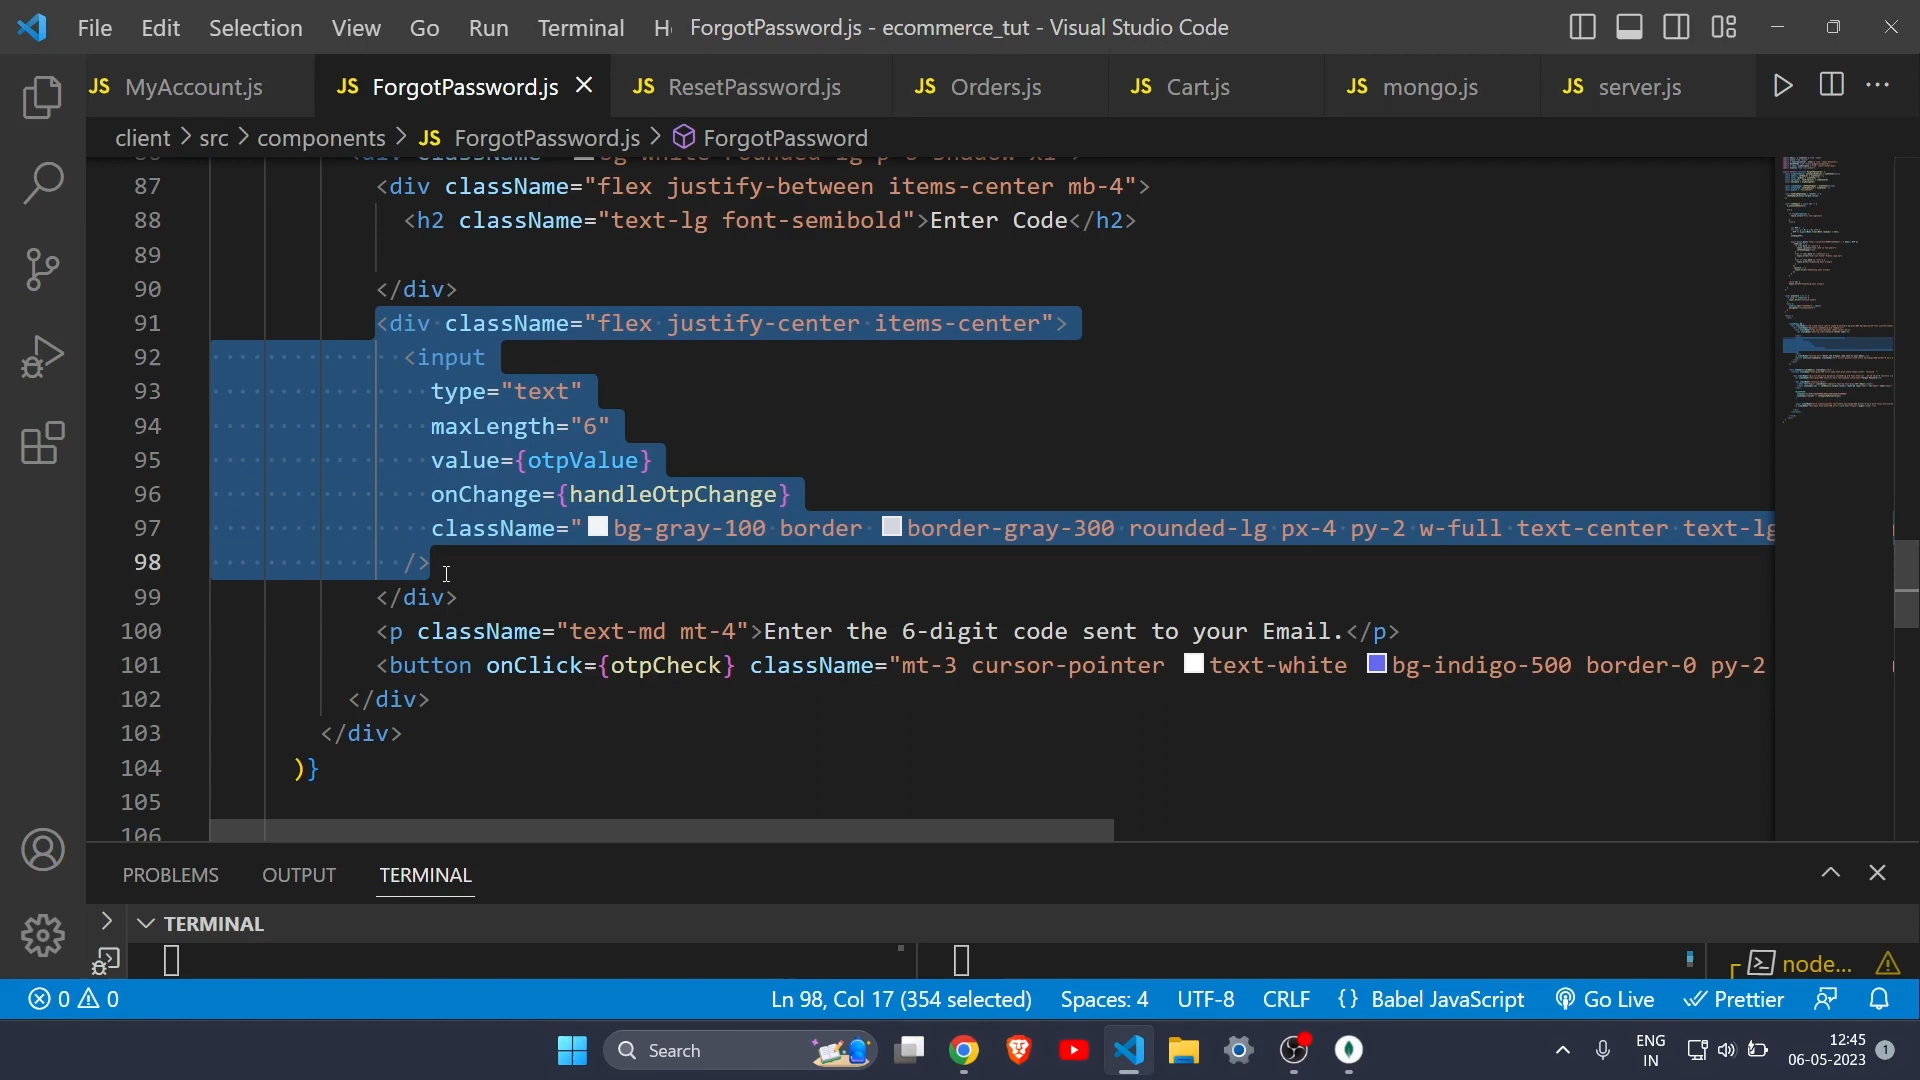 File Edit Selection View Go Run Terminal H ForgotPassword.js - ecommerce_tut - Visual Studio Code
JS MyAccount.js JS ForgotPassword.js JS ResetPassword.js JS Orders.js JS Cart.js JS mongo.js JS server.js
client > src > components > JS ForgotPassword.js > ForgotPassword
87 <div className="flex justify-between items-center mb-4">
88 <h2 className="text-lg font-semibold">Enter Code</h2>
89
90 </div>
91 <div className="flex justify-center items-center">
92 <input
93 type="text"
94 maxLength="6"
95 value={otpValue}
96 onChange={handleOtpChange}
97 className="bg-gray-100 border border-gray-300 rounded-lg px-4 py-2 w-full text-center text-lg
98 />
99 </div>
100 <p className="text-md mt-4">Enter the 6-digit code sent to your Email.</p>
101 <button onClick={otpCheck} className="mt-3 cursor-pointer text-white bg-indigo-500 border-0 py-2
102 </div>
103 </div>
104 )}
105
106
PROBLEMS OUTPUT TERMINAL
TERMINAL
node...
0 0 Ln 98, Col 17 (354 selected) Spaces: 4 UTF-8 CRLF {} Babel JavaScript Go Live Prettier
Search
ENG
IN
12:45
06-05-2023
1